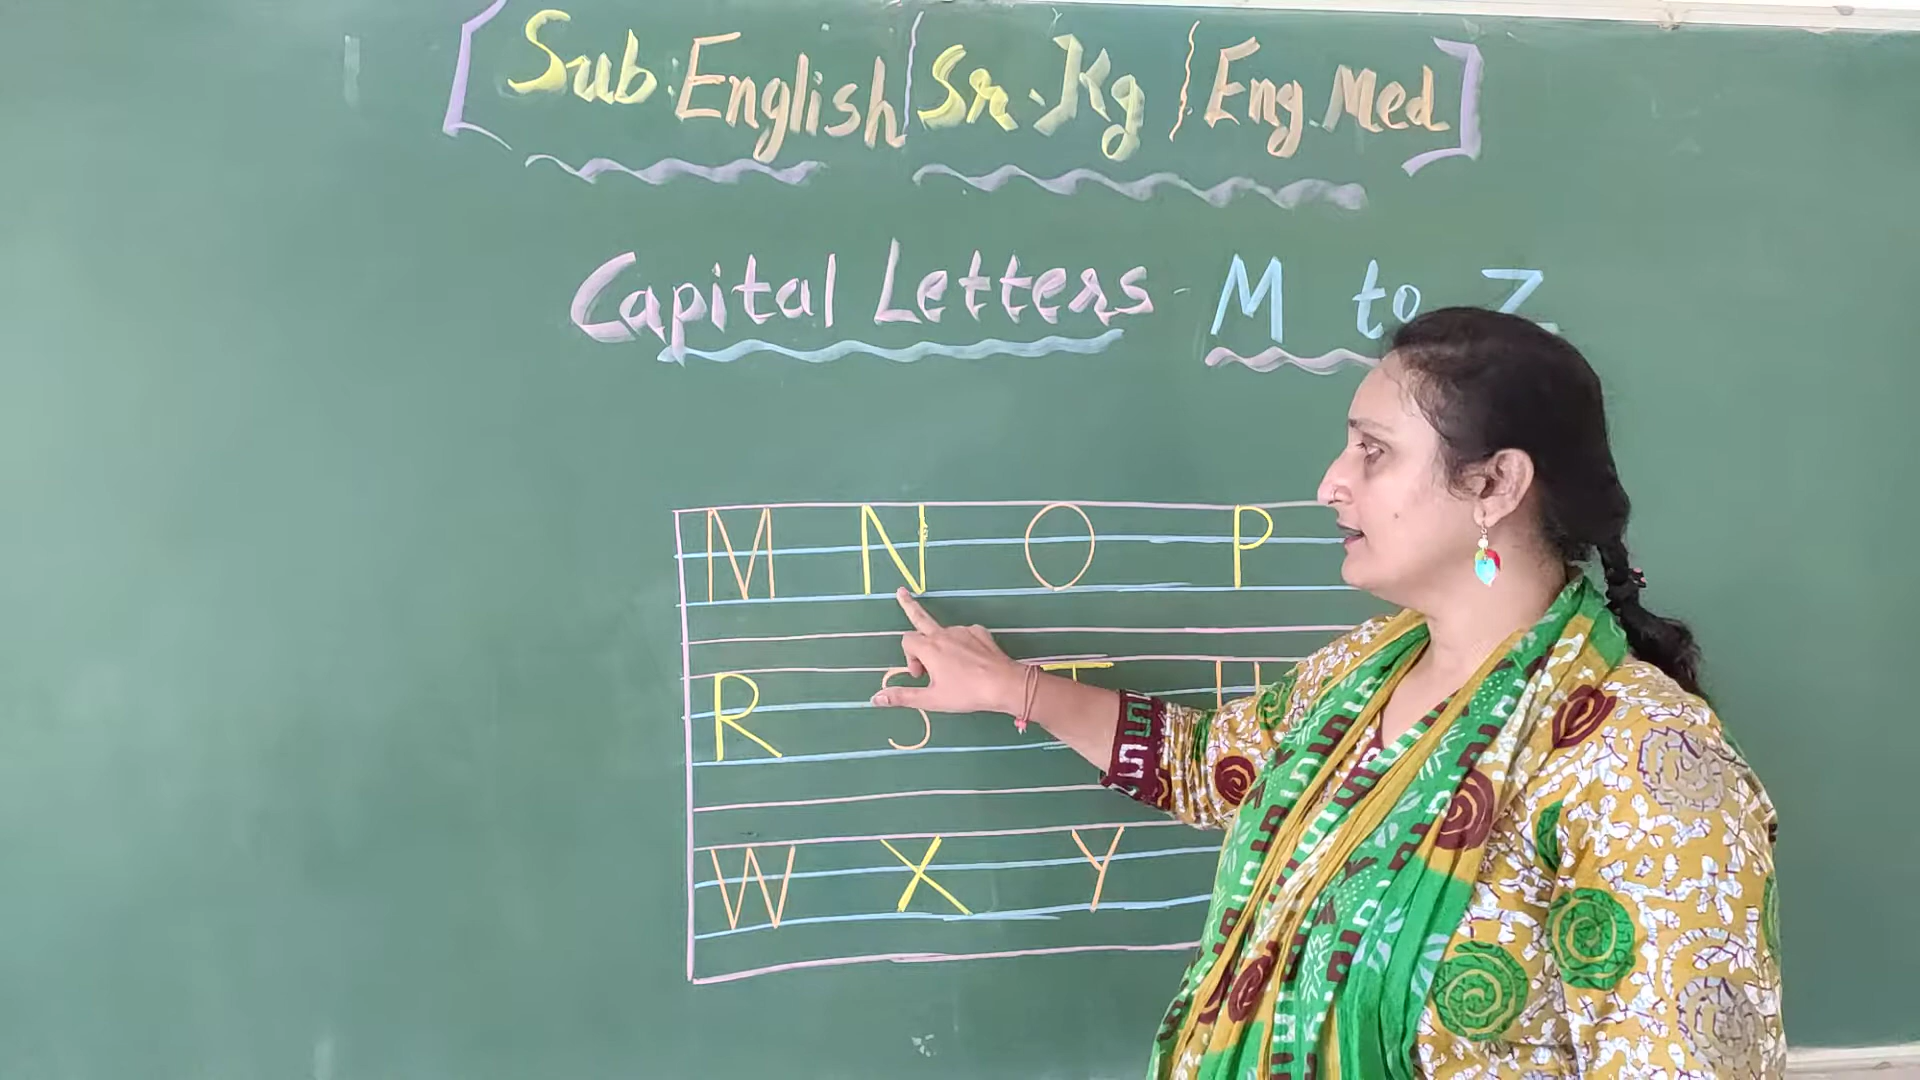 [Sub: English | Sr. Kg | Eng. Med]
Capital Letters - M to Z
M N O P
R S T U
W X Y